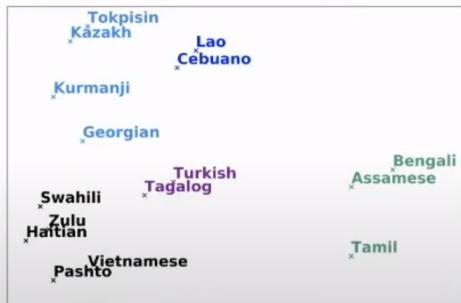 Tokpisin
Kazakh
Lao
Cebuano
Kurmanji
Georgian
Bengali
Turkish
Assamese
Tagalog
Swahili
Zulu
Haitian
Tamil
Vietnamese
Pashto